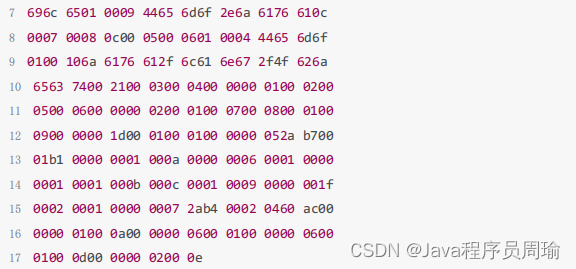 7 696c 6501 0009 4465 6d6f 2e6a 6176 610c
8 0007 0008 0c00 0500 0601 0004 4465 6d6f
9 0100 106a 6176 612f 6c61 6e67 2f4f 626a
10 6563 7400 2100 0300 0400 0000 0100 0200
11 0500 0600 0000 0200 0100 0700 0800 0100
12 0900 0000 1d00 0100 0100 0000 052a b700
13 01b1 0000 0001 000a 0000 0006 0001 0000
14 0001 0001 000b 000c 0001 0009 0000 001f
15 0002 0001 0000 0007 2ab4 0002 0460 ac00
16 0000 0100 0a00 0000 0600 0100 0000 0600
17 0100 0d00 0000 0200 0e
CSDN @Java程序员周瑜